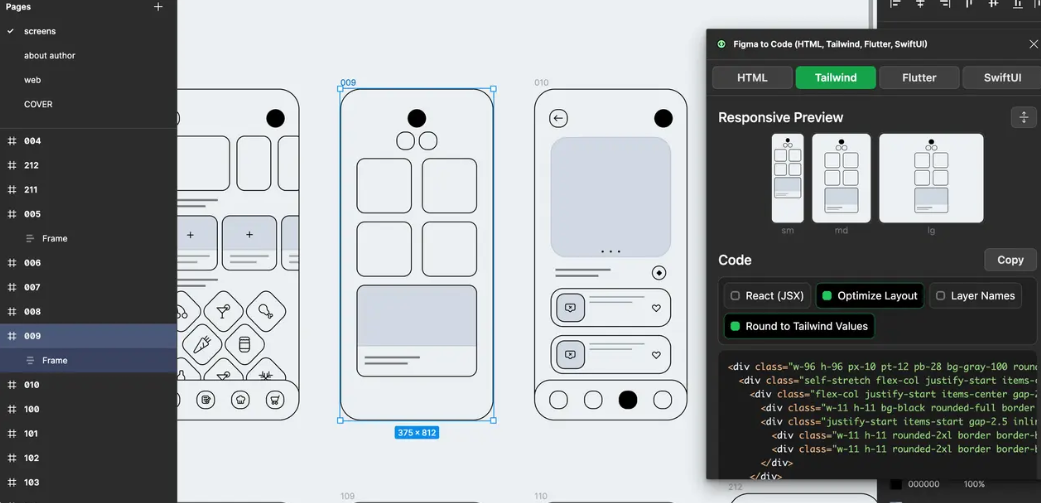 Pages
screens
about author
web
COVER
004
212
211
005
Frame
006
007
008
009
Frame
010
100
101
102
103
009
010
375 × 812
109
110
212
Figma to Code (HTML, Tailwind, Flutter, SwiftUI)
HTML Tailwind Flutter SwiftUI
Responsive Preview
sm md lg
Code Copy
React (JSX) Optimize Layout Layer Names
Round to Tailwind Values
<div class="w-96 h-96 px-10 pt-12 pb-28 bg-gray-100 roun
<div class="self-stretch flex-col justify-start items-
<div class="flex-col justify-start items-center gap-
<div class="w-11 h-11 bg-black rounded-full border
<div class="justify-start items-start gap-2.5 inlin
<div class="w-11 h-11 rounded-2xl border border-b
<div class="w-11 h-11 rounded-2xl border border-b
</div>
</div>
000000 100%